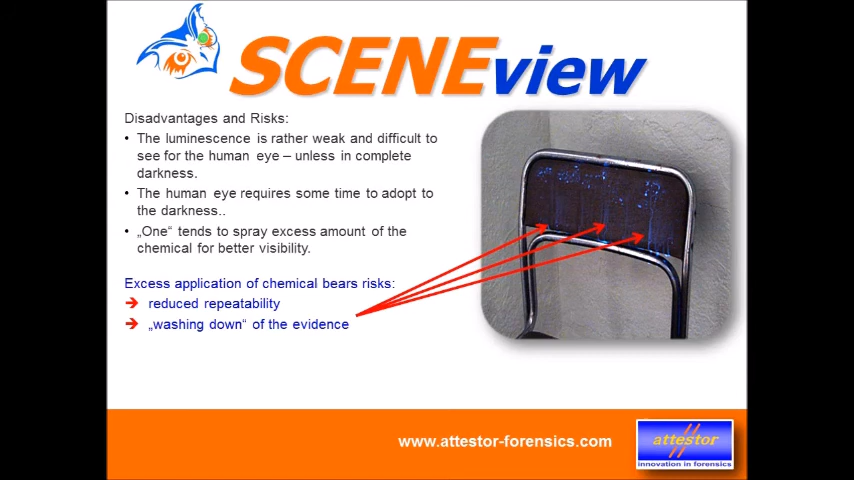 SCENEview
Disadvantages and Risks:
• The luminescence is rather weak and difficult to
see for the human eye – unless in complete
darkness.
• The human eye requires some time to adopt to
the darkness..
• „One“ tends to spray excess amount of the
chemical for better visibility.
Excess application of chemical bears risks:
➔ reduced repeatability
➔ „washing down“ of the evidence
www.attestor-forensics.com
attestor
innovation in forensics